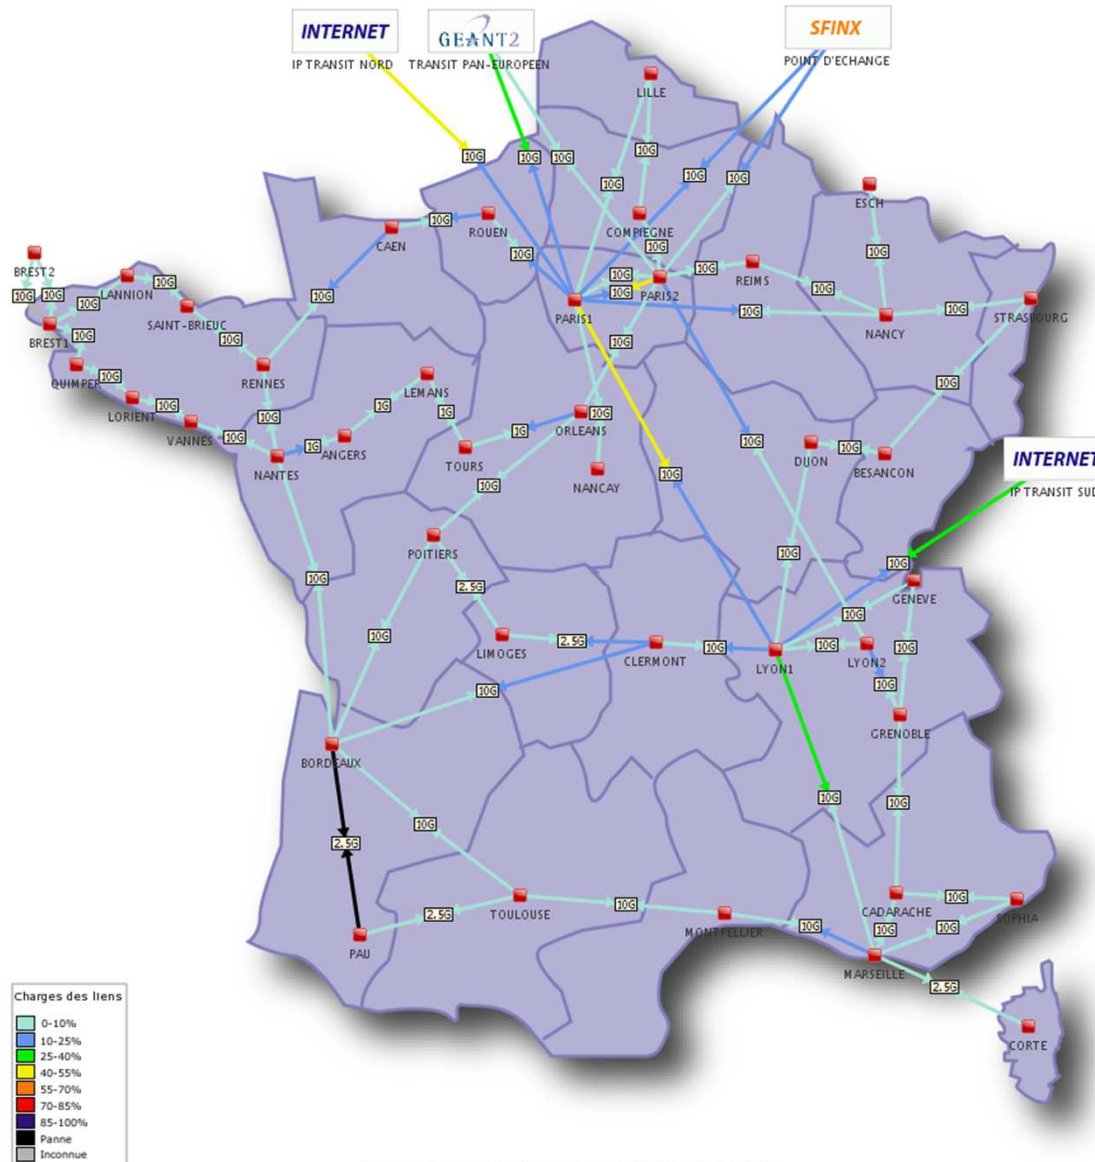 INTERNET
IP TRANSIT NORD
GEANT2
TRANSIT PAN-EUROPEEN
SFINX
POINT D'ECHANGE
LILLE
10G
10G
10G
10G
10G
10G
10G
10G
ESCH
ROUEN
10G
CAEN
COMPIEGNE
10G
10G
10G
BREST2
LANNION
10G
10G
10G
10G
SAINT-BRIEUC
10G
10G
10G
10G
PARIS2
PARIS1
10G
REIMS
10G
10G
NANCY
10G
STRASBOURG
BREST1
10G
10G
10G
QUIMPER
10G
RENNES
LEMANS
10G
LORIENT
10G
VANNES
10G
10G
NANTES
1G
ANGERS
1G
1G
TOURS
1G
ORLEANS
10G
NANCAY
10G
10G
10G
DIJON
10G
BESANCON
INTERNET
IP TRANSIT SUD
POITIERS
10G
2.5G
10G
10G
GENEVE
10G
LIMOGES
2.5G
CLERMONT
10G
LYON1
10G
LYON2
10G
10G
10G
10G
GRENOBLE
BORDEAUX
10G
10G
10G
2.5G
CADARACHE
10G
SOPHIA
PAU
2.5G
TOULOUSE
10G
MONTPELLIER
10G
10G
10G
MARSEILLE
2.5G
CORTE
Charges des liens
0-10%
10-25%
25-40%
40-55%
55-70%
70-85%
85-100%
Panne
Inconnue